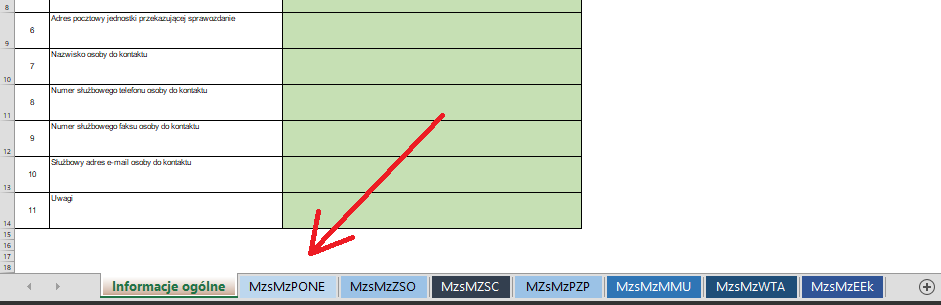 8
6 Adres pocztowy jednostki przekazującej sprawozdanie
9
7 Nazwisko osoby do kontaktu
10
8 Numer służbowego telefonu osoby do kontaktu
11
9 Numer służbowego faksu osoby do kontaktu
12
10 Służbowy adres e-mail osoby do kontaktu
13
11 Uwagi
14
15
16
17
18
Informacje ogólne MzsMzPONE MzsMzZSO MzsMZSC MZsMzPZP MzsMzMMU MzsMzWTA MzsMzEEk